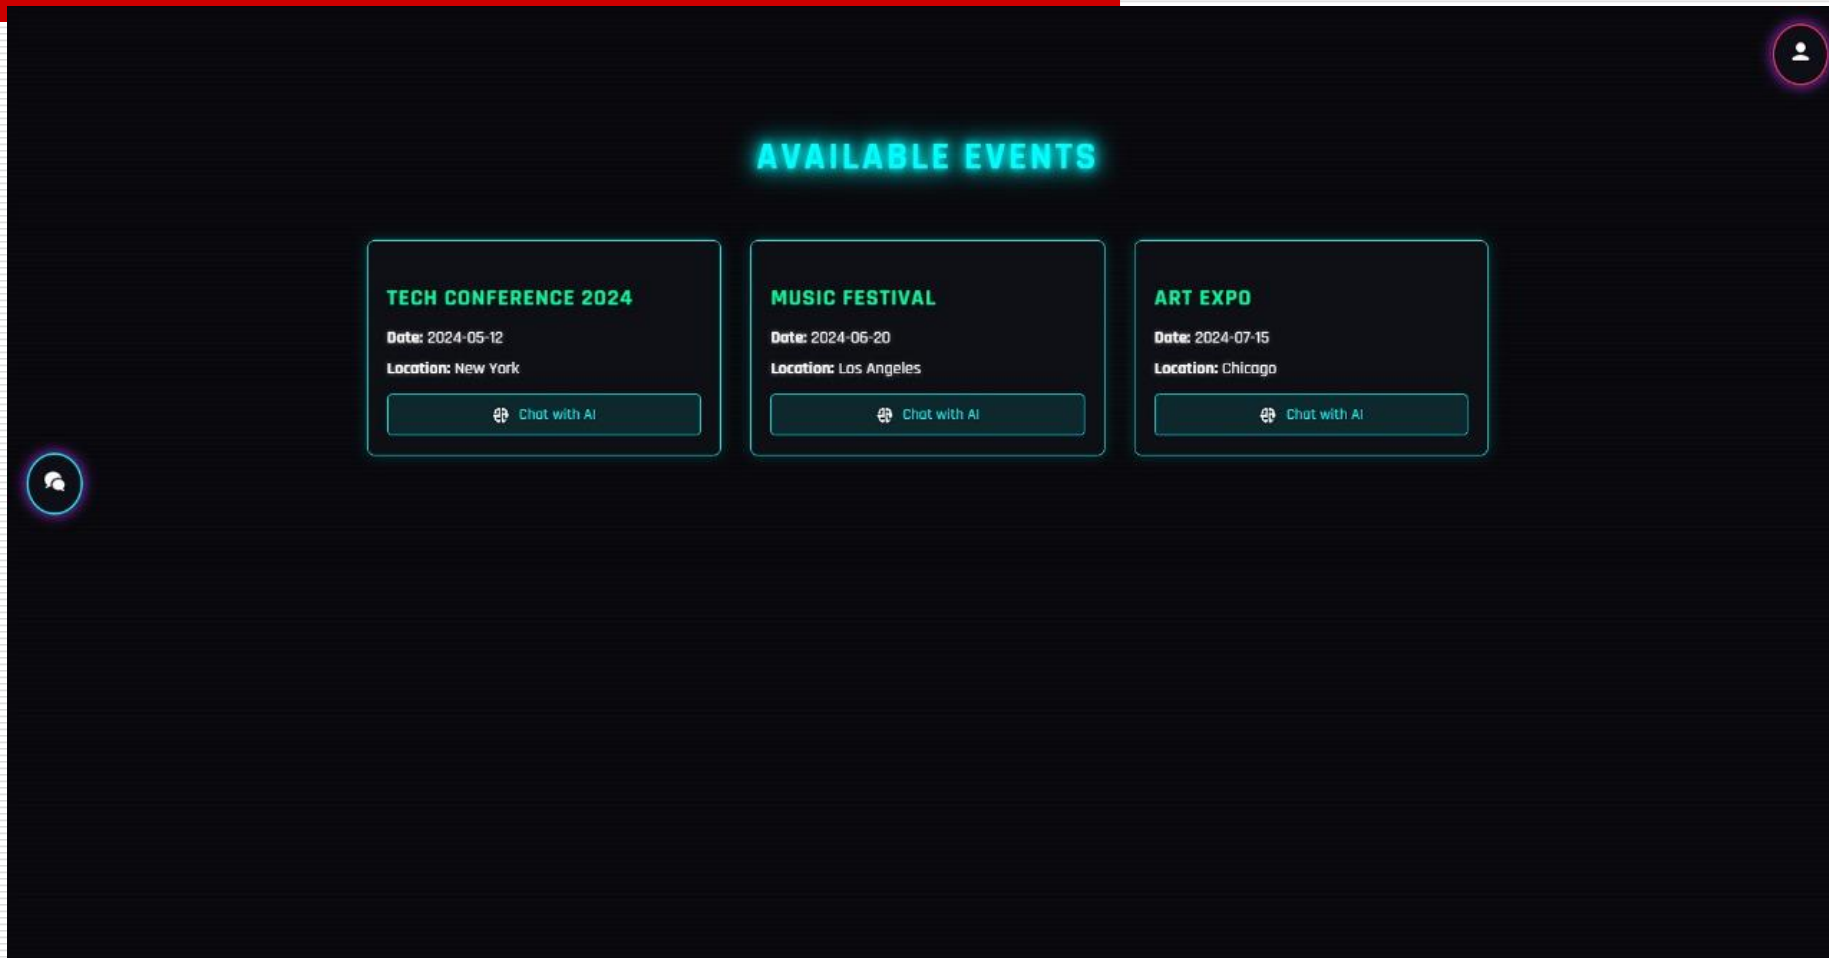 AVAILABLE EVENTS
TECH CONFERENCE 2024
Date: 2024-05-12
Location: New York
Chat with AI
MUSIC FESTIVAL
Date: 2024-06-20
Location: Los Angeles
Chat with AI
ART EXPO
Date: 2024-07-15
Location: Chicago
Chat with AI